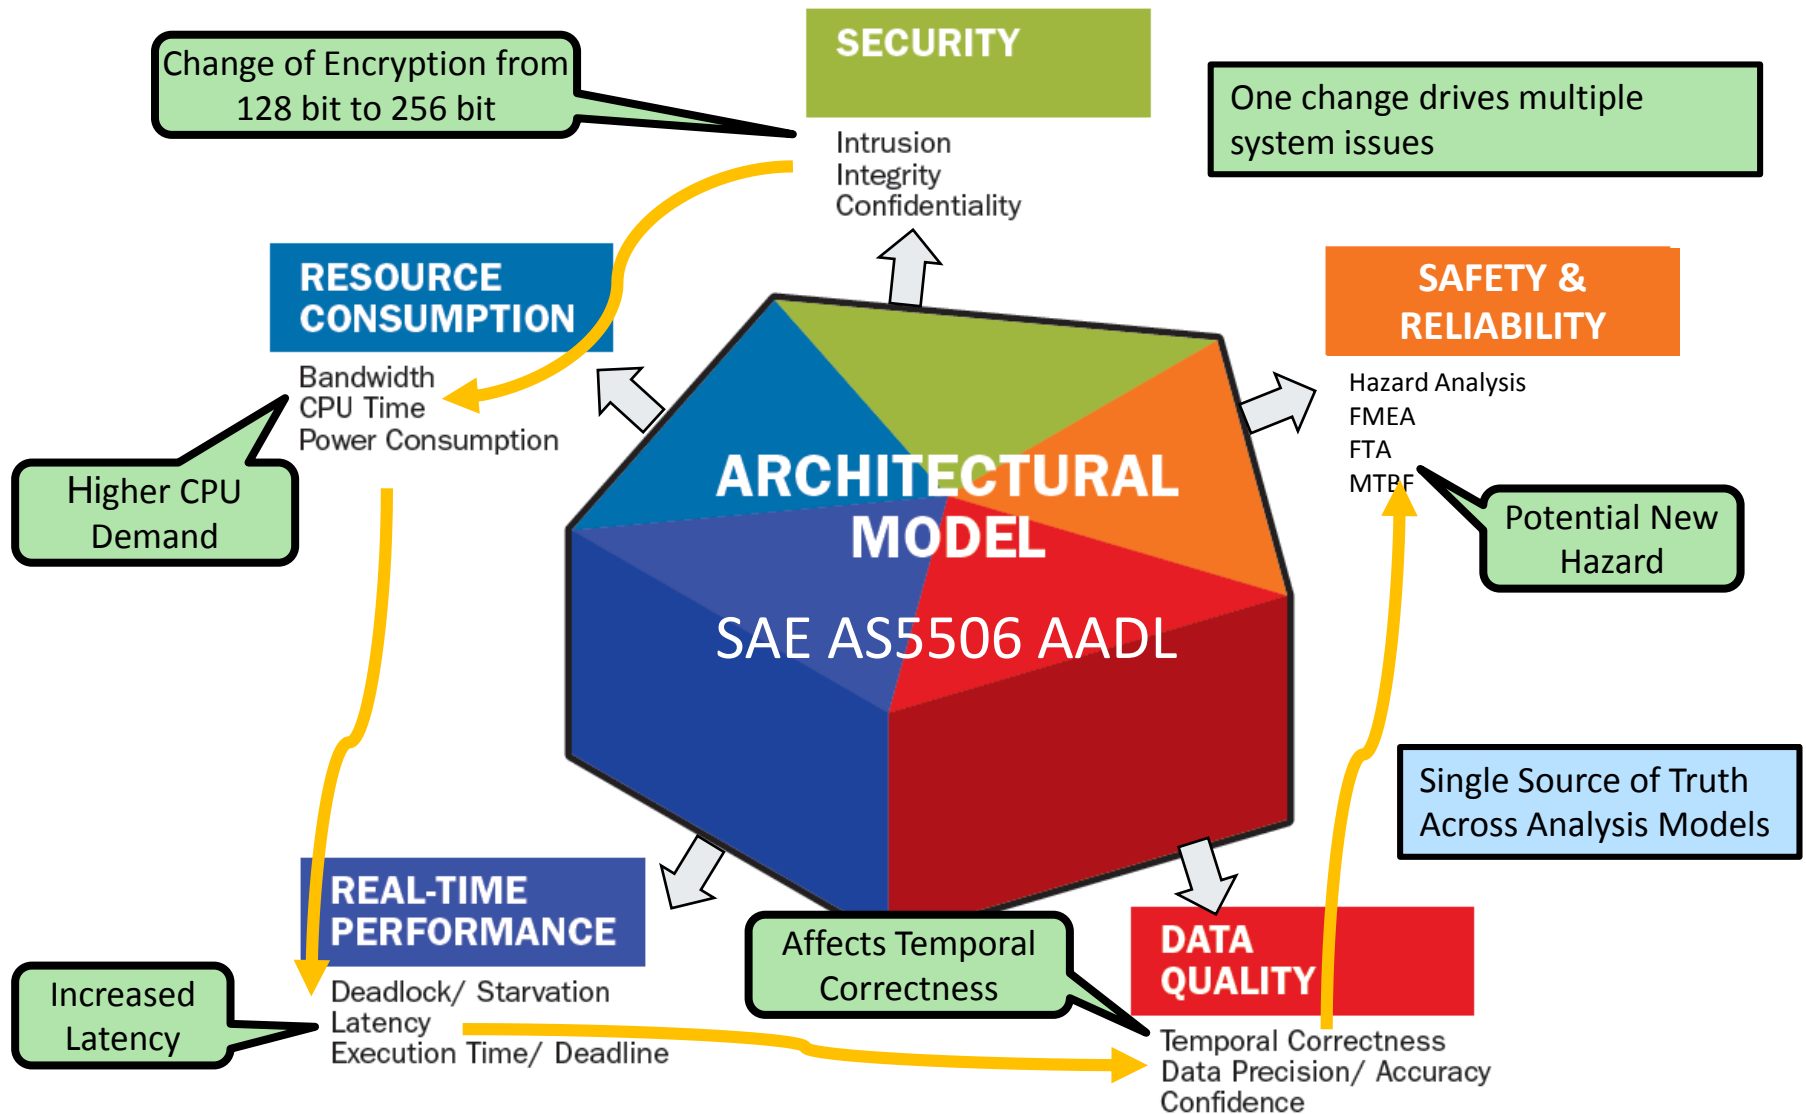 SECURITY
Change of Encryption from
128 bit to 256 bit
One change drives multiple
system issues
Intrusion
Integrity
Confidentiality
RESOURCE
CONSUMPTION
Bandwidth
CPU Time
Power Consumption
SAFETY &
RELIABILITY
Hazard Analysis
FMEA
FTA
MTBF
Higher CPU
Demand
Potential New
Hazard
ARCHITECTURAL
MODEL
SAE AS5506 AADL
Single Source of Truth
Across Analysis Models
REAL-TIME
PERFORMANCE
Deadlock/ Starvation
Latency
Execution Time/ Deadline
Increased
Latency
Affects Temporal
Correctness
DATA
QUALITY
Temporal Correctness
Data Precision/ Accuracy
Confidence